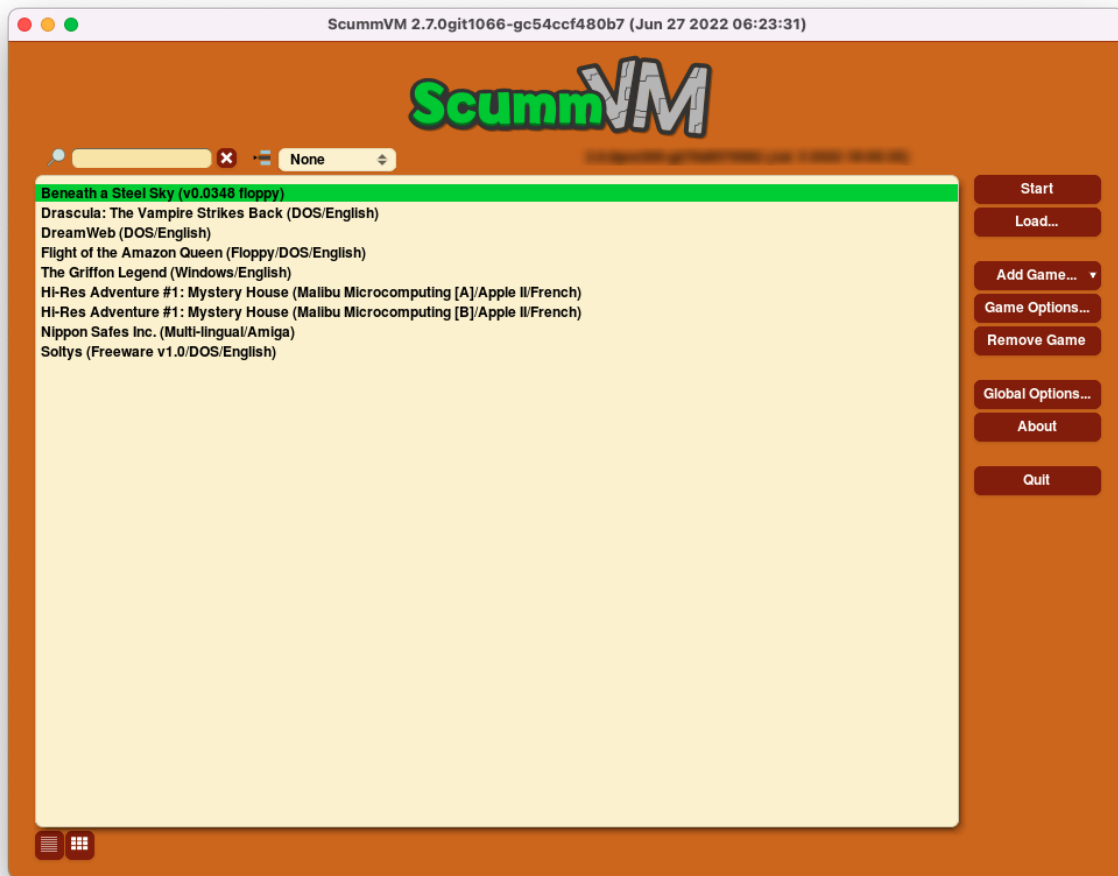 ScummVM 2.7.0git1066-gc54ccf480b7 (Jun 27 2022 06:23:31)
ScummVM
None
Beneath a Steel Sky (v0.0348 floppy)
Drascula: The Vampire Strikes Back (DOS/English)
DreamWeb (DOS/English)
Flight of the Amazon Queen (Floppy/DOS/English)
The Griffon Legend (Windows/English)
Hi-Res Adventure #1: Mystery House (Malibu Microcomputing [A]/Apple II/French)
Hi-Res Adventure #1: Mystery House (Malibu Microcomputing [B]/Apple II/French)
Nippon Safes Inc. (Multi-lingual/Amiga)
Soltys (Freeware v1.0/DOS/English)
Start
Load...
Add Game...
Game Options...
Remove Game
Global Options...
About
Quit